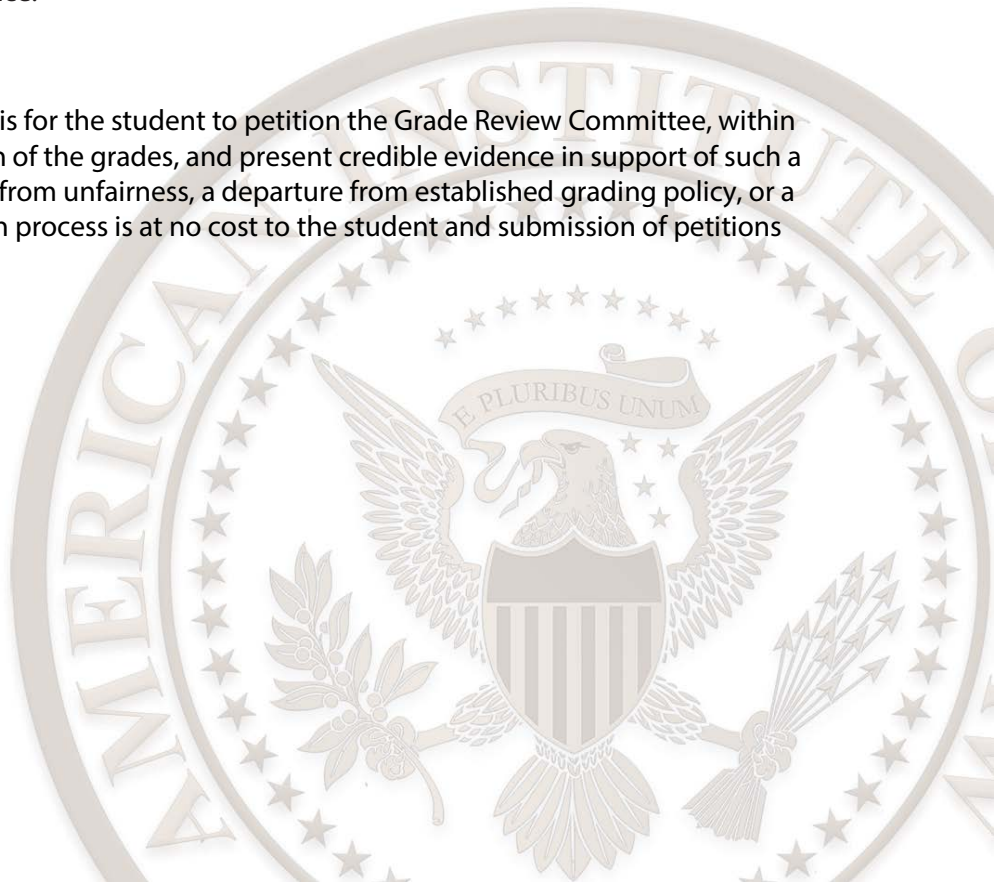 is for the student to petition the Grade Review Committee, within
of the grades, and present credible evidence in support of such a
from unfairness, a departure from established grading policy, or a
process is at no cost to the student and submission of petitions
AMERICAN INSTITUTE
E PLURIBUS UNUM